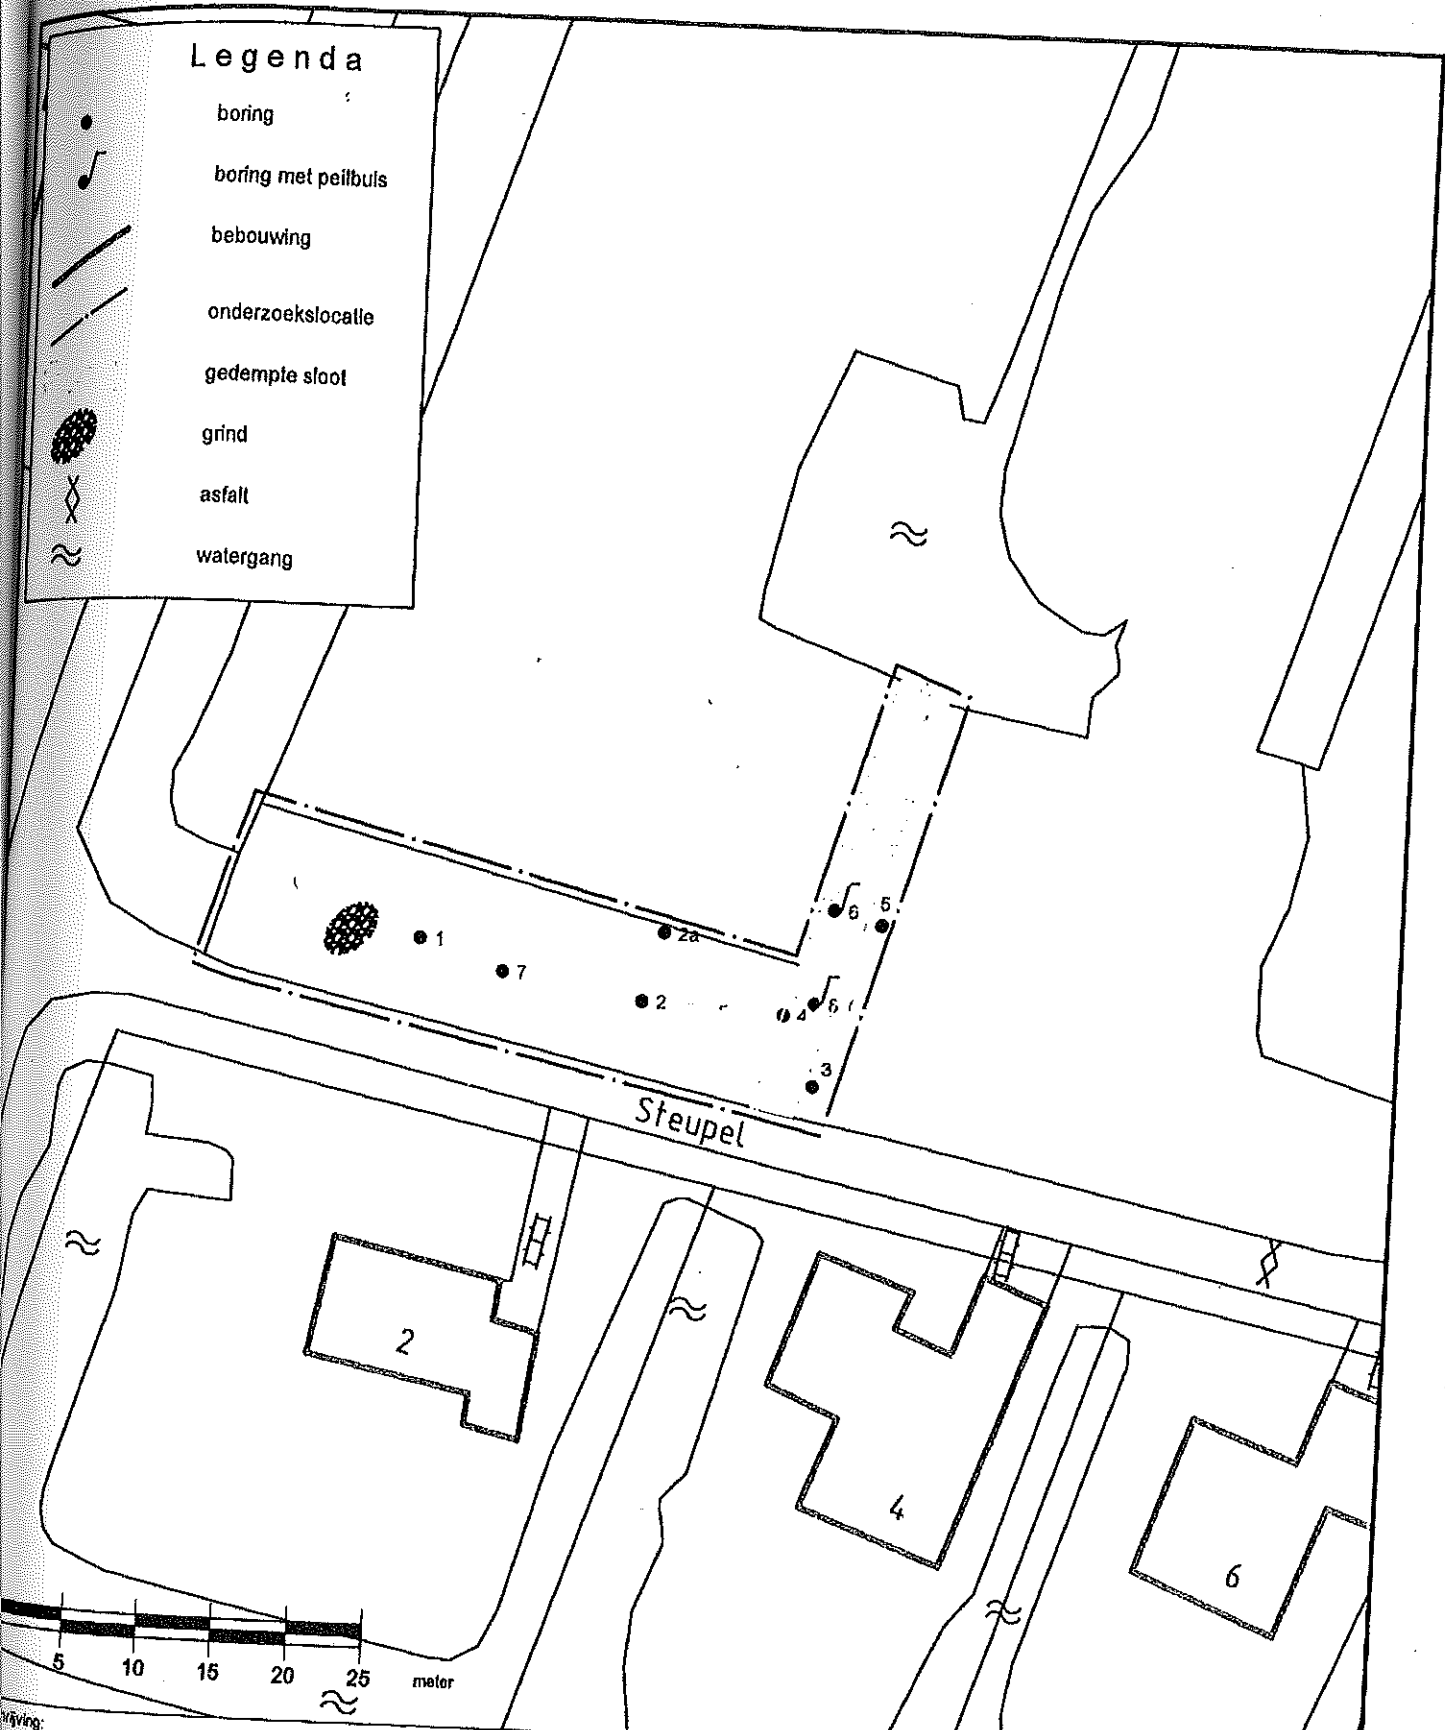 Legenda
boring
boring met peilbuis
bebouwing
onderzoekslocatie
gedempte sloot
grind
asfalt
watergang
6
5
1
2a
7
2
4
3
Steupel
2
4
6
5
10
15
20
25
meter